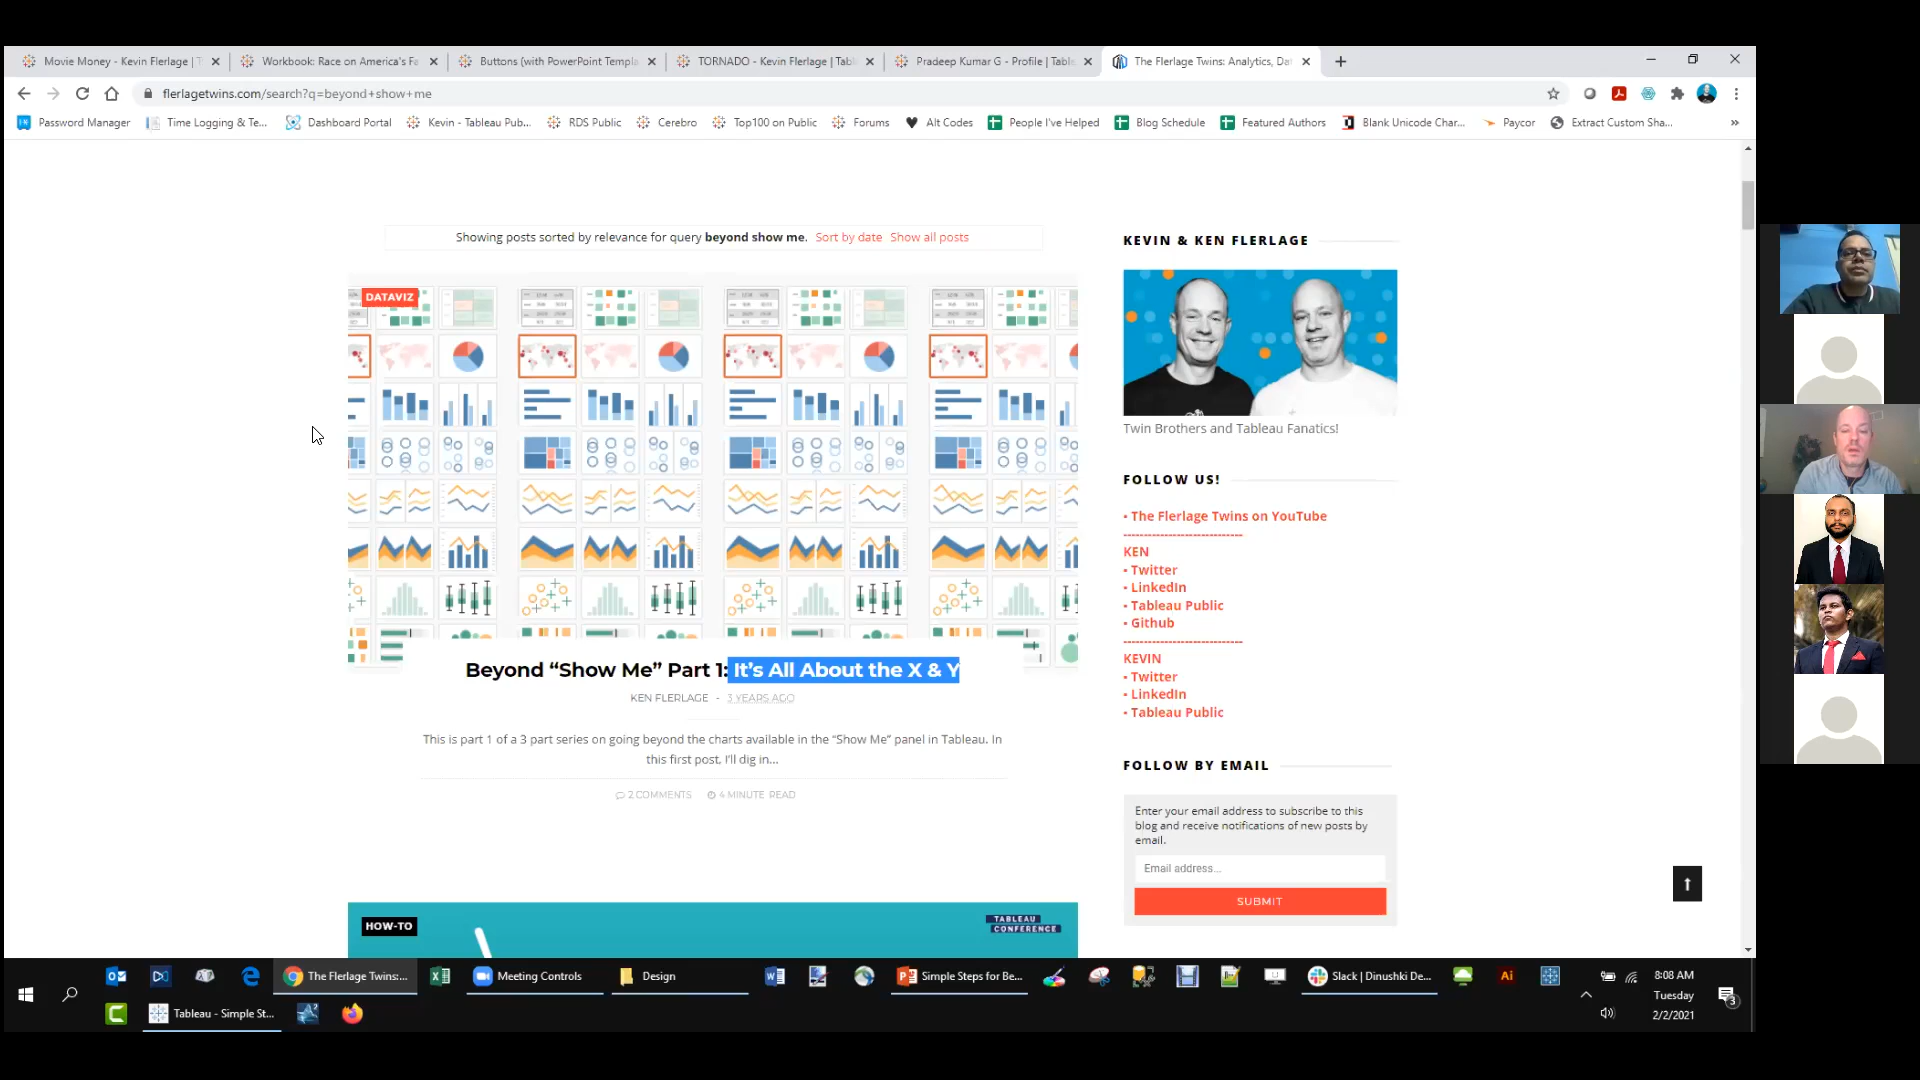 Movie Money - Kevin Flerlage | T
Workbook: Race on America's Fa
Buttons (with PowerPoint Templa
TORNADO - Kevin Flerlage | Tabl
Pradeep Kumar G - Profile | Table
The Flerlage Twins: Analytics, Dat
flerlagetwins.com/search?q=beyond+show+me
Password Manager
Time Logging & Te...
Dashboard Portal
Kevin - Tableau Pub...
RDS Public
Cerebro
Top100 on Public
Forums
Alt Codes
People I've Helped
Blog Schedule
Featured Authors
Blank Unicode Char...
Paycor
Extract Custom Sha...
Showing posts sorted by relevance for query beyond show me. Sort by date Show all posts
DATAVIZ
Beyond “Show Me” Part 1: It’s All About the X & Y
KEN FLERLAGE - 3 YEARS AGO
This is part 1 of a 3 part series on going beyond the charts available in the “Show Me” panel in Tableau. In
this first post, I’ll dig in...
2 COMMENTS 4 MINUTE READ
HOW-TO
TABLEAU
CONFERENCE
KEVIN & KEN FLERLAGE
Twin Brothers and Tableau Fanatics!
FOLLOW US!
• The Flerlage Twins on YouTube
----------------------------
KEN
• Twitter
• LinkedIn
• Tableau Public
• Github
----------------------------
KEVIN
• Twitter
• LinkedIn
• Tableau Public
FOLLOW BY EMAIL
Enter your email address to subscribe to this
blog and receive notifications of new posts by
email.
Email address...
SUBMIT
The Flerlage Twins:...
Meeting Controls
Design
Simple Steps for Be...
Slack | Dinushki De...
Ai
8:08 AM
Tuesday
2/2/2021
3
Tableau - Simple St...